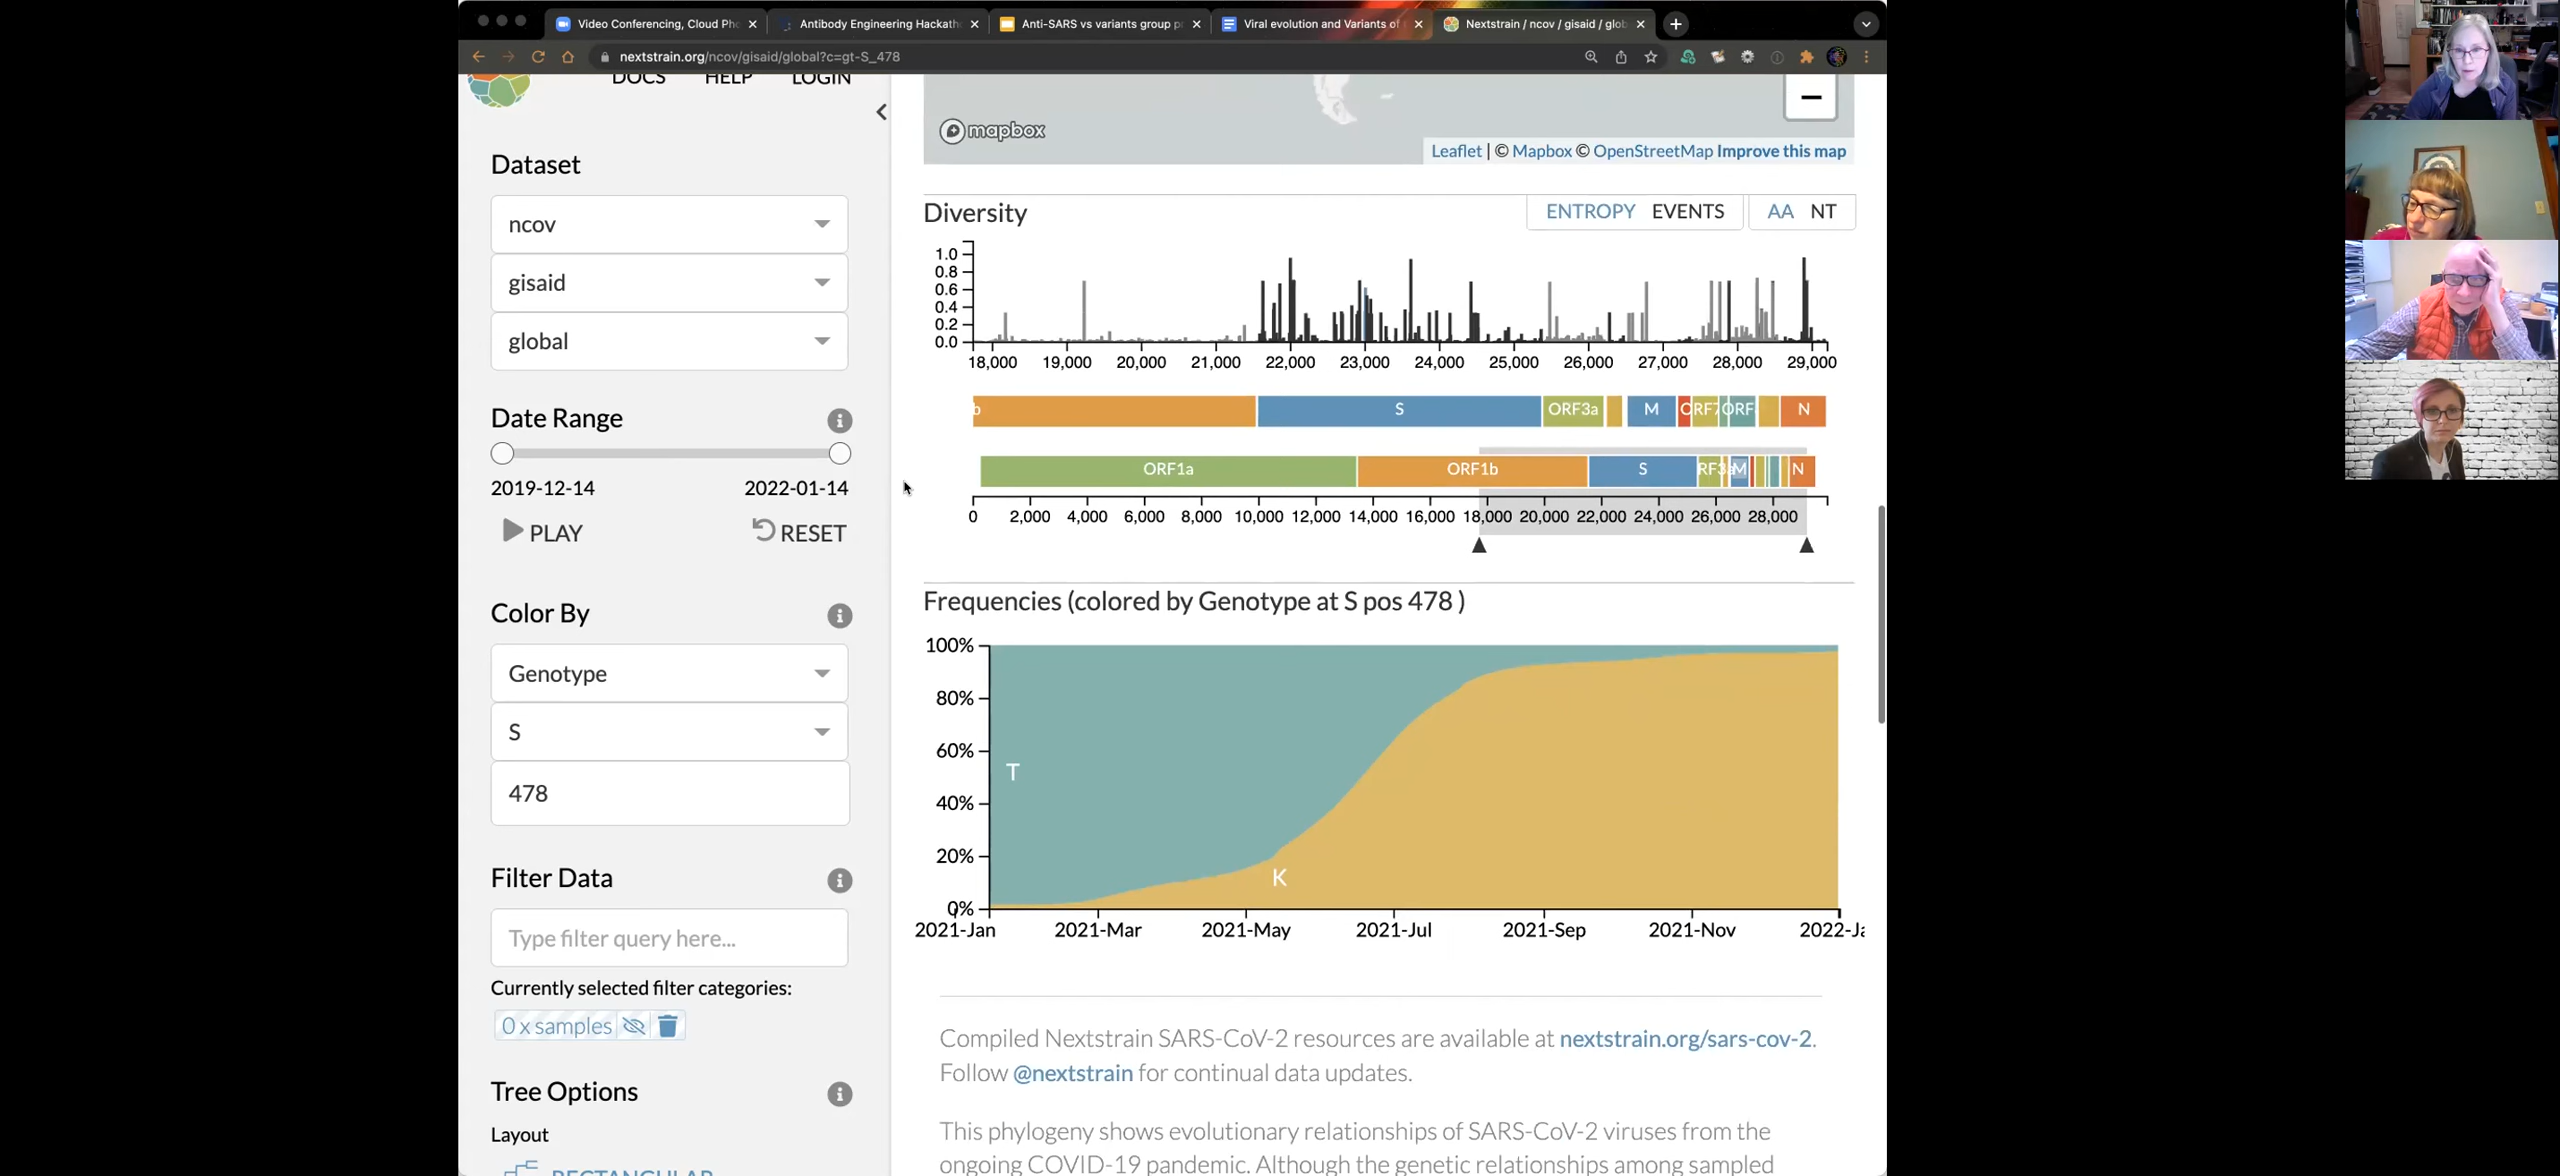 Video Conferencing, Cloud Pho
Antibody Engineering Hackath
Anti-SARS vs variants group p
Viral evolution and Variants of
Nextstrain / ncov / gisaid / glob
nextstrain.org/ncov/gisaid/global?c=gt-S_478
DOCS HELP LOGIN
Dataset
ncov
gisaid
global
Date Range
2019-12-14 2022-01-14
PLAY RESET
Color By
Genotype
S
478
Filter Data
Type filter query here...
Currently selected filter categories:
0 x samples
Tree Options
Layout
RECTANGULAR
mapbox
Leaflet | © Mapbox © OpenStreetMap Improve this map
Diversity
ENTROPY EVENTS AA NT
1.0
0.8
0.6
0.4
0.2
0.0
18,000 19,000 20,000 21,000 22,000 23,000 24,000 25,000 26,000 27,000 28,000 29,000
b S ORF3a M ORF7 ORF N
ORF1a ORF1b S RF3a M N
0 2,000 4,000 6,000 8,000 10,000 12,000 14,000 16,000 18,000 20,000 22,000 24,000 26,000 28,000
Frequencies (colored by Genotype at S pos 478 )
100%
80%
60%
40%
20%
0%
T
K
2021-Jan 2021-Mar 2021-May 2021-Jul 2021-Sep 2021-Nov 2022-Ja
Compiled Nextstrain SARS-CoV-2 resources are available at nextstrain.org/sars-cov-2.
Follow @nextstrain for continual data updates.
This phylogeny shows evolutionary relationships of SARS-CoV-2 viruses from the
ongoing COVID-19 pandemic. Although the genetic relationships among sampled